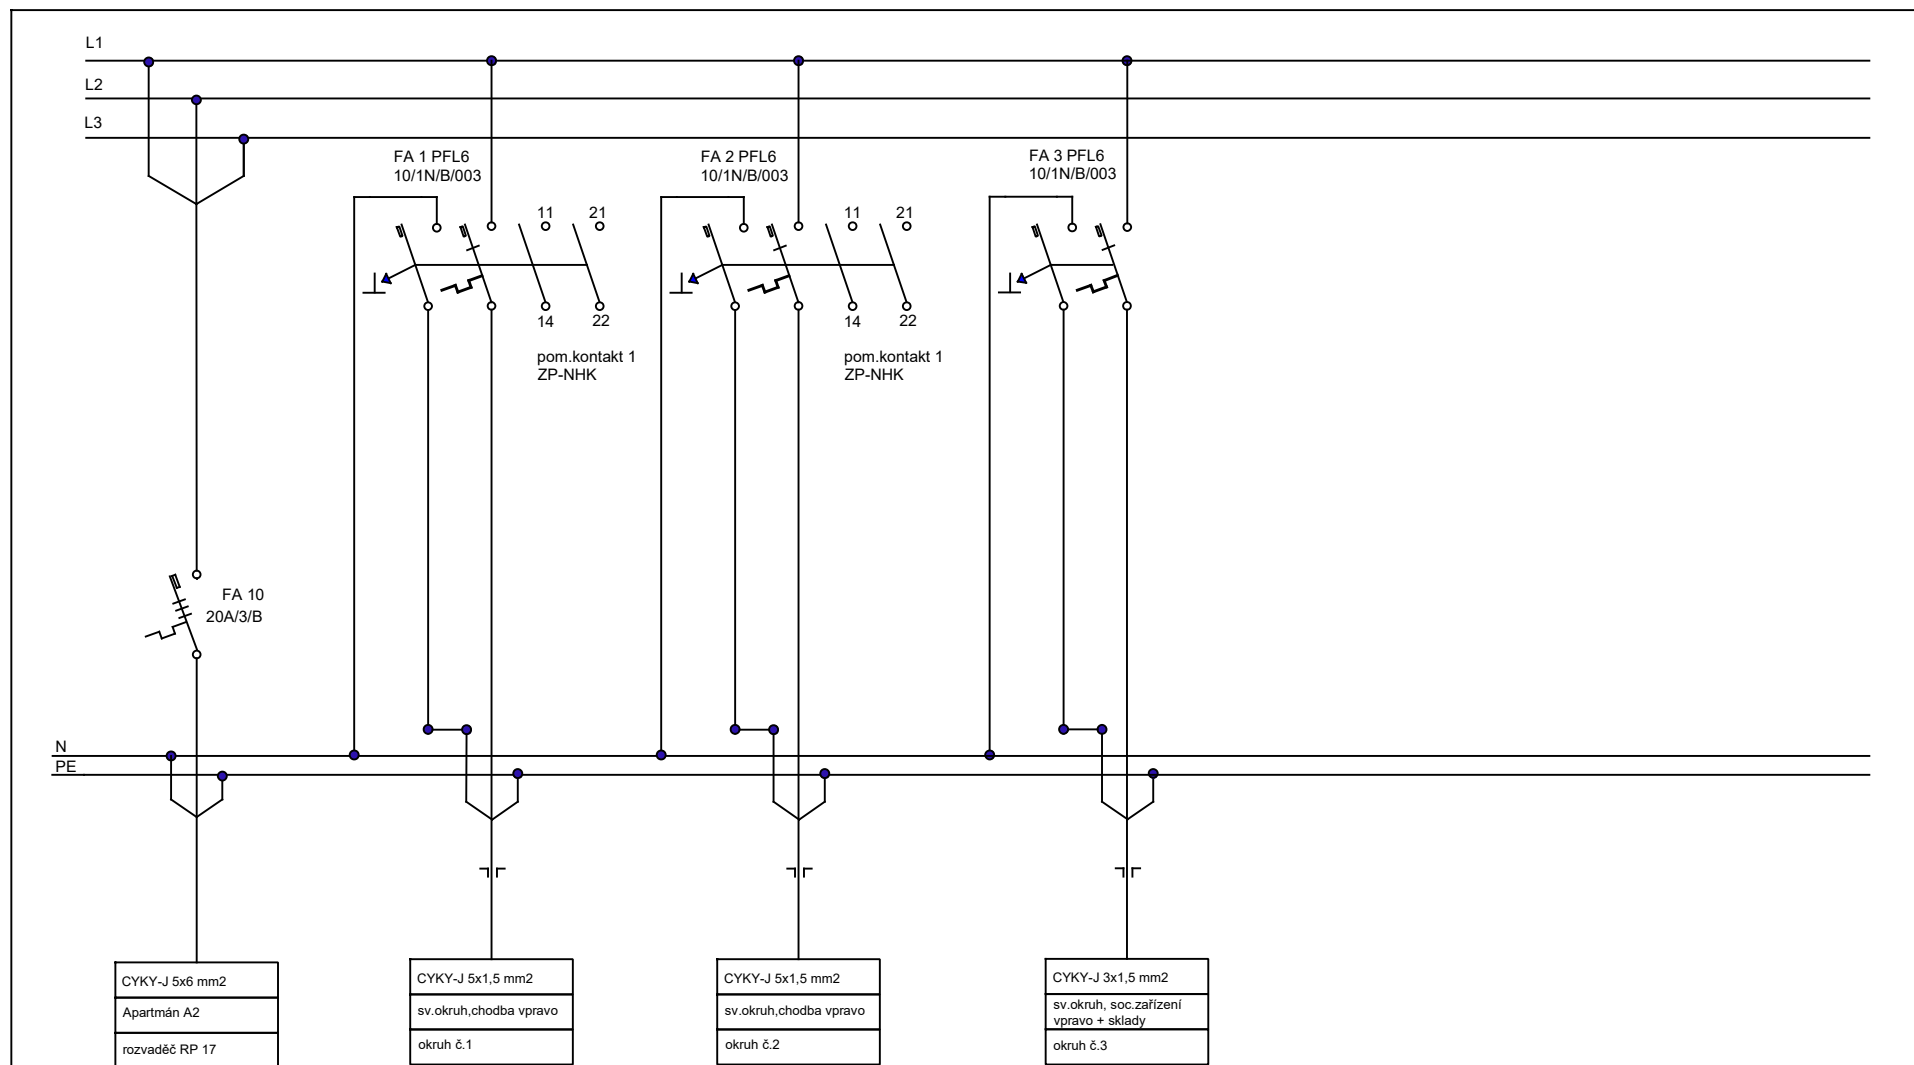 L1
L2
L3
FA 1 PFL6
10/1N/B/003
FA 2 PFL6
10/1N/B/003
FA 3 PFL6
10/1N/B/003
11
21
11
21
14
22
14
22
pom.kontakt 1
ZP-NHK
pom.kontakt 1
ZP-NHK
FA 10
20A/3/B
N
PE
CYKY-J 5x6 mm2
Apartmán A2
rozvaděč RP 17
CYKY-J 5x1,5 mm2
sv.okruh,chodba vpravo
okruh č.1
CYKY-J 5x1,5 mm2
sv.okruh,chodba vpravo
okruh č.2
CYKY-J 3x1,5 mm2
sv.okruh, soc.zařízení
vpravo + sklady
okruh č.3